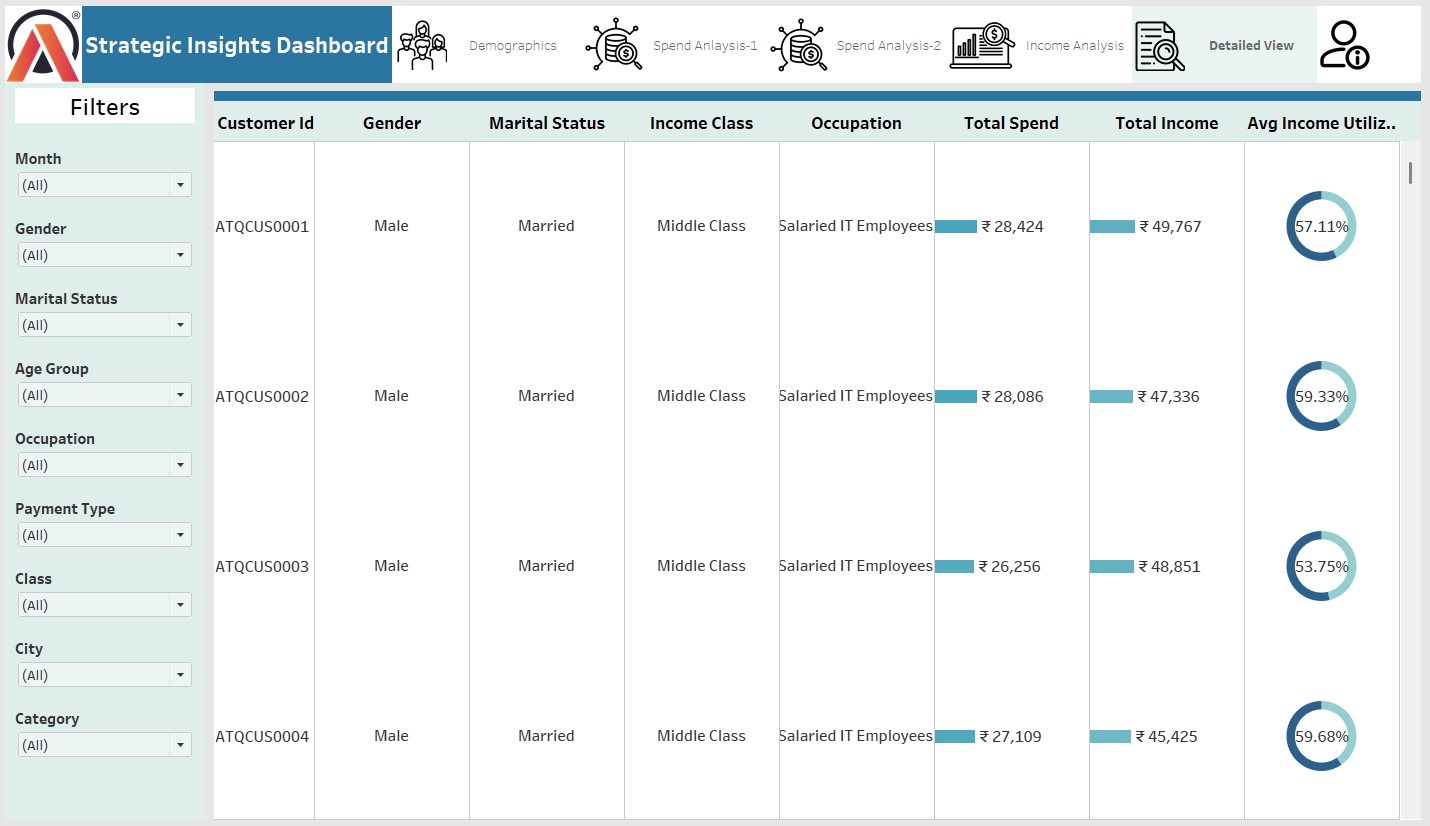 ®
Strategic Insights Dashboard
Demographics
Spend Anlaysis-1
Spend Analysis-2
Income Analysis
Detailed View
Filters
Month
(All)
Gender
(All)
Marital Status
(All)
Age Group
(All)
Occupation
(All)
Payment Type
(All)
Class
(All)
City
(All)
Category
(All)
Customer Id Gender Marital Status Income Class Occupation Total Spend Total Income Avg Income Utiliz..
ATQCUS0001 Male Married Middle Class Salaried IT Employees ₹ 28,424 ₹ 49,767 57.11%
ATQCUS0002 Male Married Middle Class Salaried IT Employees ₹ 28,086 ₹ 47,336 59.33%
ATQCUS0003 Male Married Middle Class Salaried IT Employees ₹ 26,256 ₹ 48,851 53.75%
ATQCUS0004 Male Married Middle Class Salaried IT Employees ₹ 27,109 ₹ 45,425 59.68%